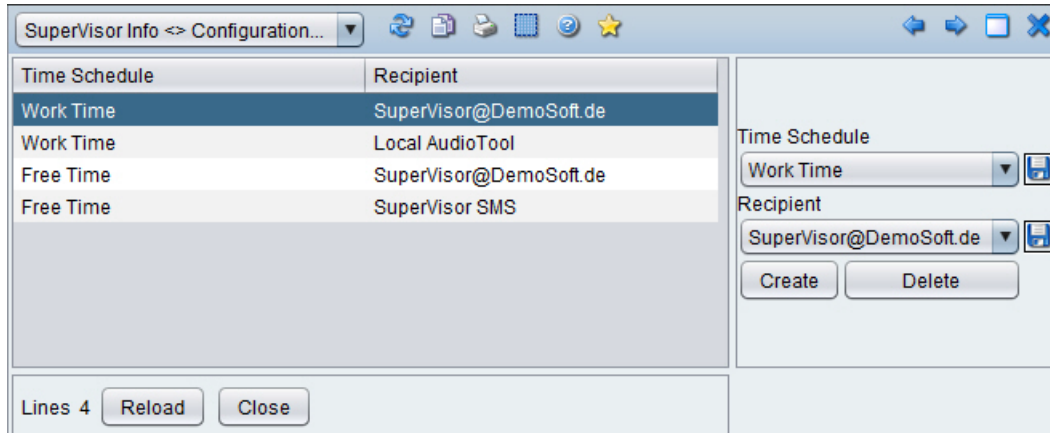 SuperVisor Info <> Configuration...
Time Schedule Recipient
Work Time SuperVisor@DemoSoft.de
Work Time Local AudioTool
Free Time SuperVisor@DemoSoft.de
Free Time SuperVisor SMS
Time Schedule
Work Time
Recipient
SuperVisor@DemoSoft.de
Create Delete
Lines 4 Reload Close